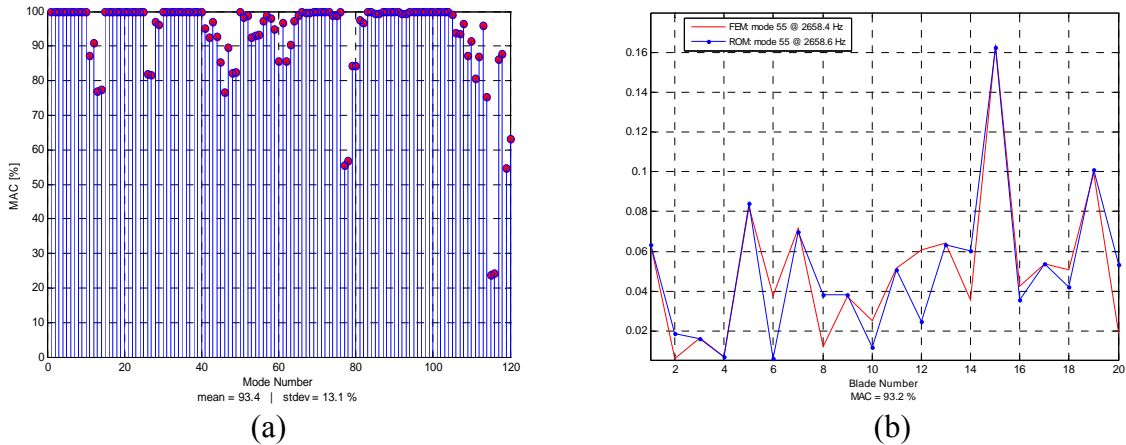 100
90
80
70
60
50
40
30
20
10
0
MAC [%]
0 20 40 60 80 100 120
Mode Number
mean = 93.4 | stdev = 13.1 %
(a)
FEM: mode 55 @ 2658.4 Hz
ROM: mode 55 @ 2658.6 Hz
0.16
0.14
0.12
0.1
0.08
0.06
0.04
0.02
2 4 6 8 10 12 14 16 18 20
Blade Number
MAC = 93.2 %
(b)